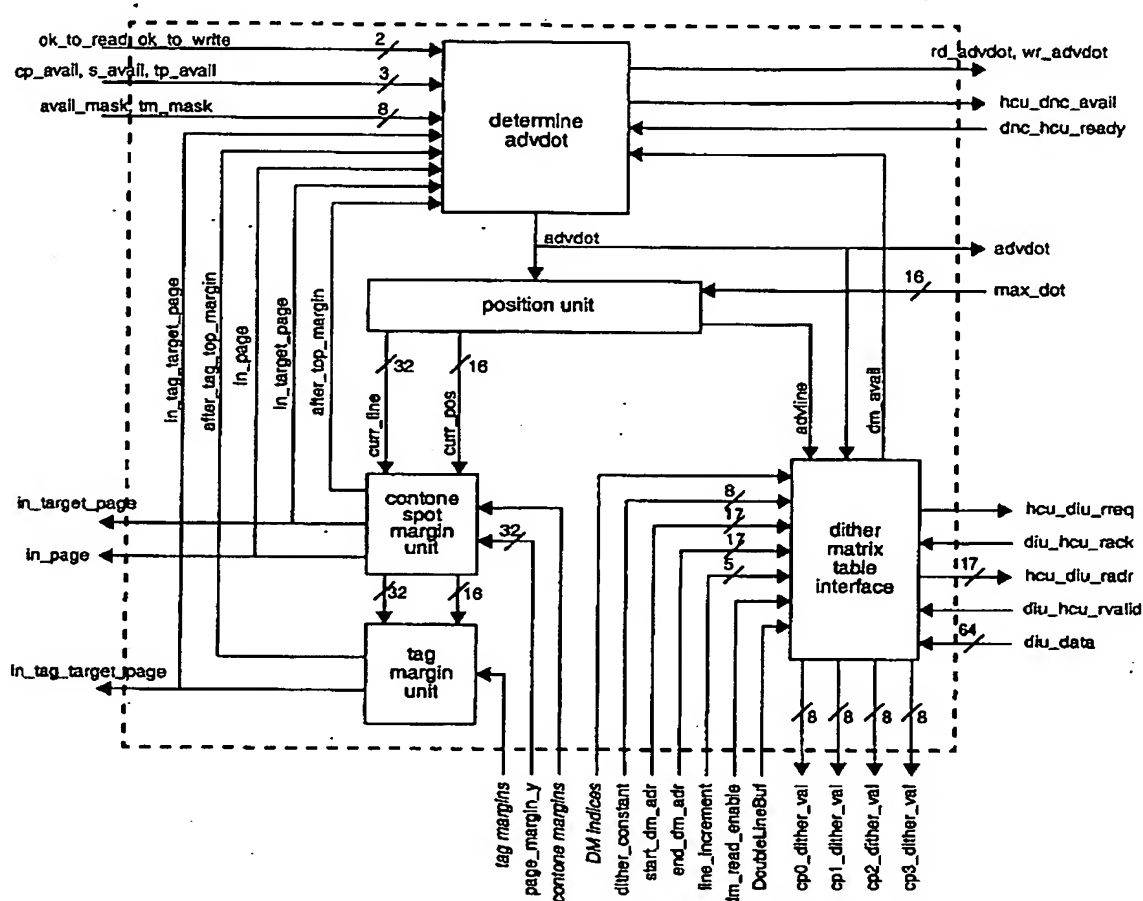 ok_to_read, ok_to_write
2
cp_avail, s_avail, tp_avail
3
avail_mask, tm_mask
8
determine
advdot
rd_advdot, wr_advdot
hcu_dnc_avail
dnc_hcu_ready
advdot
advdot
position unit
16
max_dot
in_tag_target_page
after_tag_top_margin
in_page
in_target_page
after_top_margin
32
16
curr_line
curr_pos
advline
dm_avail
in_target_page
in_page
in_tag_target_page
contone
spot
margin
unit
32
32
16
tag
margin
unit
8
17
17
5
dither
matrix
table
interface
hcu_diu_rreq
diu_hcu_rack
17
hcu_diu_radr
diu_hcu_rvalid
64
diu_data
8
8
8
8
tag margins
page_margin_y
contone margins
DM indices
dither_constant
start_dm_adr
end_dm_adr
line_increment
dm_read_enable
DoubleLineBuf
cp0_dither_val
cp1_dither_val
cp2_dither_val
cp3_dither_val